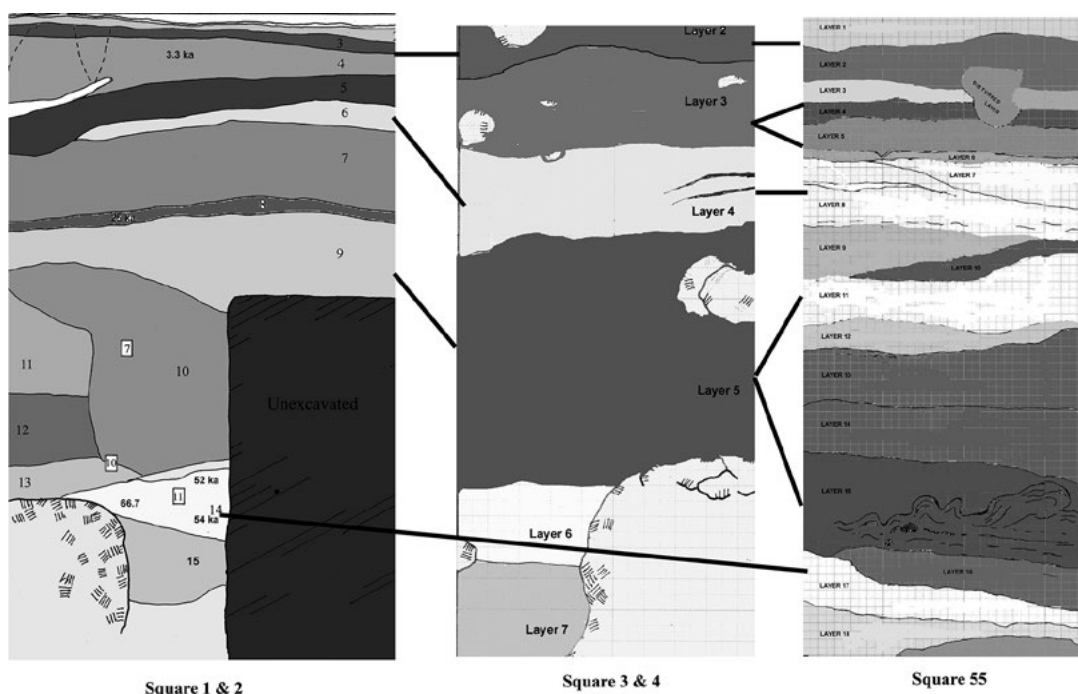 3
3.3 ka
4
5
6
7
8
9
7
11
10
Unexcavated
12
10
13
52 ka
11
14
66.7
54 ka
15
Square 1 & 2
Layer 2
Layer 3
Layer 4
Layer 5
Layer 6
Layer 7
Square 3 & 4
LAYER 1
LAYER 2
LAYER 3
DISTURBED
LAYER
LAYER 4
LAYER 5
LAYER 6
LAYER 7
LAYER 8
LAYER 9
LAYER 10
LAYER 11
LAYER 12
LAYER 13
LAYER 14
LAYER 15
LAYER 16
LAYER 17
LAYER 18
Square 55